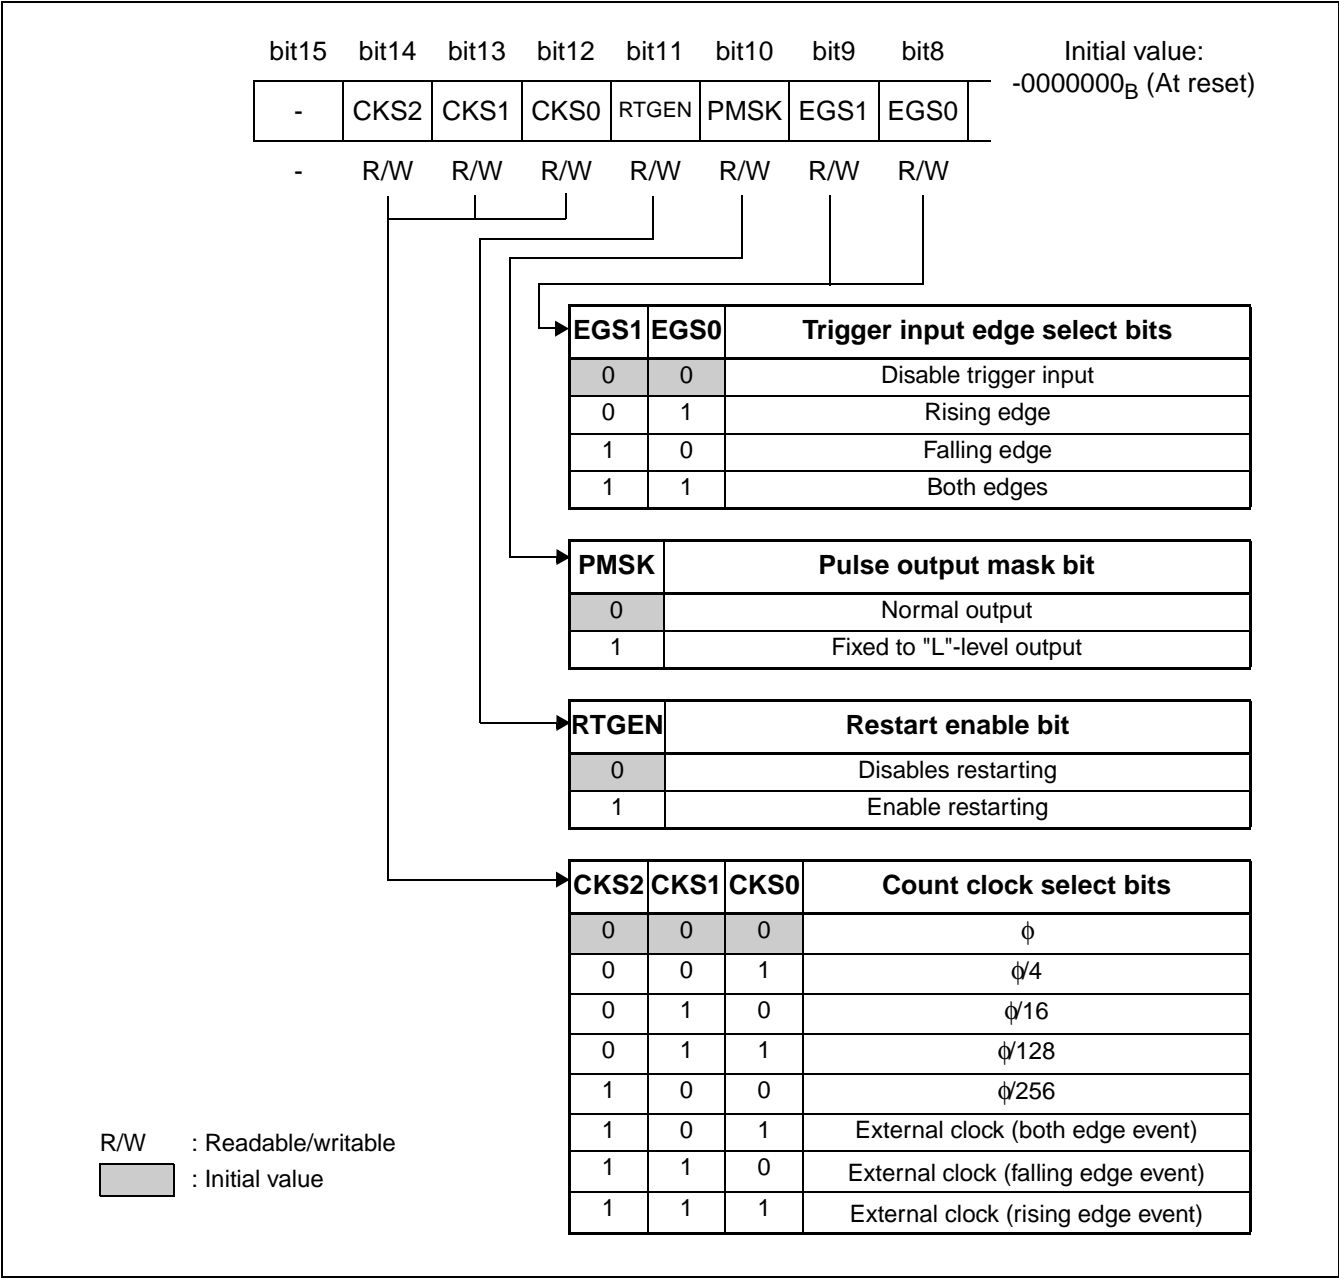 bit15 bit14 bit13 bit12 bit11 bit10 bit9 bit8 Initial value:
-0000000B (At reset)
- CKS2 CKS1 CKS0 RTGEN PMSK EGS1 EGS0
- R/W R/W R/W R/W R/W R/W R/W
EGS1 EGS0 Trigger input edge select bits
0 0 Disable trigger input
0 1 Rising edge
1 0 Falling edge
1 1 Both edges
PMSK Pulse output mask bit
0 Normal output
1 Fixed to "L"-level output
RTGEN Restart enable bit
0 Disables restarting
1 Enable restarting
CKS2 CKS1 CKS0 Count clock select bits
0 0 0 ϕ
0 0 1 ϕ/4
0 1 0 ϕ/16
0 1 1 ϕ/128
1 0 0 ϕ/256
1 0 1 External clock (both edge event)
1 1 0 External clock (falling edge event)
1 1 1 External clock (rising edge event)
R/W : Readable/writable
: Initial value